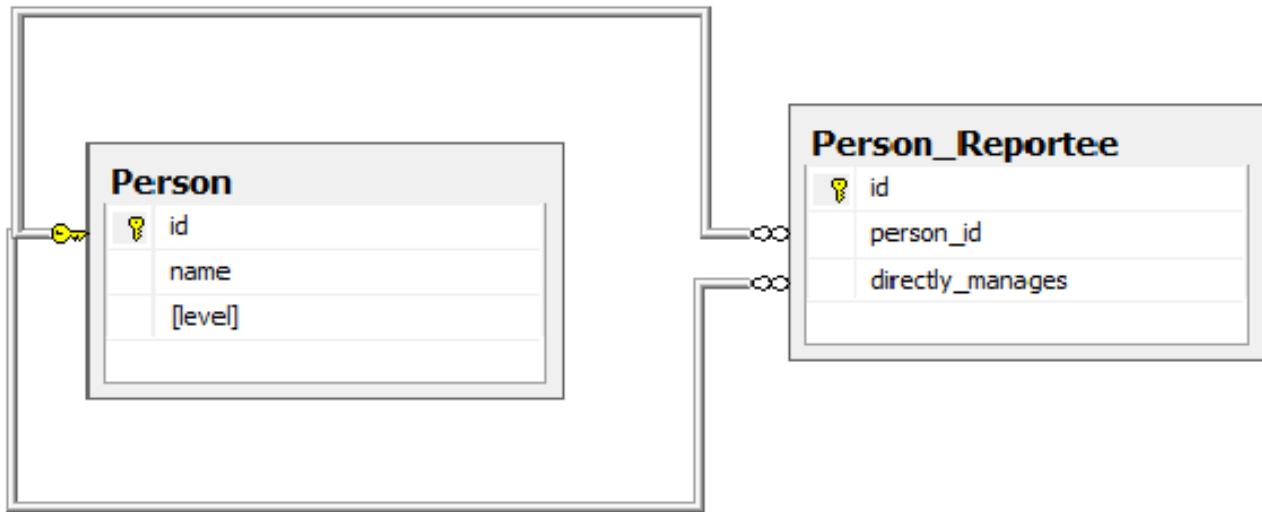 Person
id
name
[level]
Person_Reportee
id
person_id
directly_manages